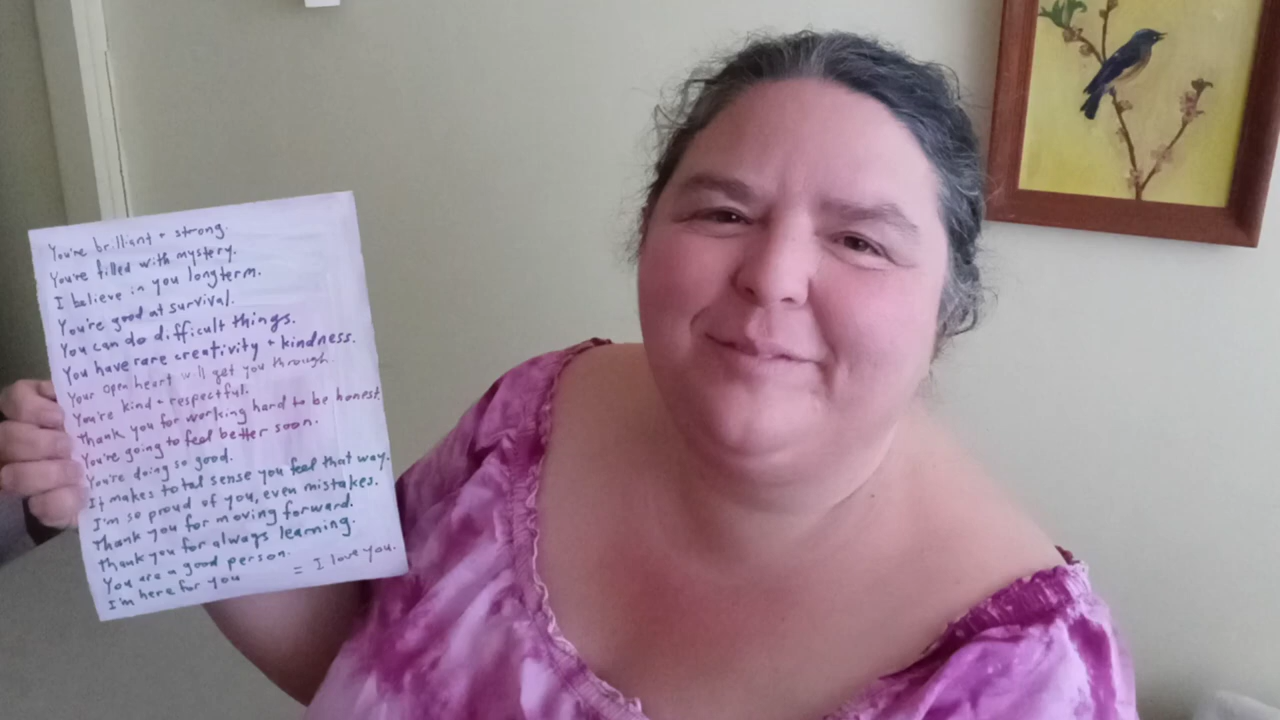 You're brilliant + strong.
You're filled with mystery.
I believe in you longterm.
You're good at survival.
You can do difficult things.
You have rare creativity + kindness.
Your open heart will get you through.
You're kind + respectful.
Thank you for working hard to be honest.
You're going to feel better soon.
You're doing so good.
It makes total sense you feel that way.
I'm so proud of you, even mistakes.
Thank you for moving forward.
Thank you for always learning.
You are a good person.
I'm here for you = I love you.